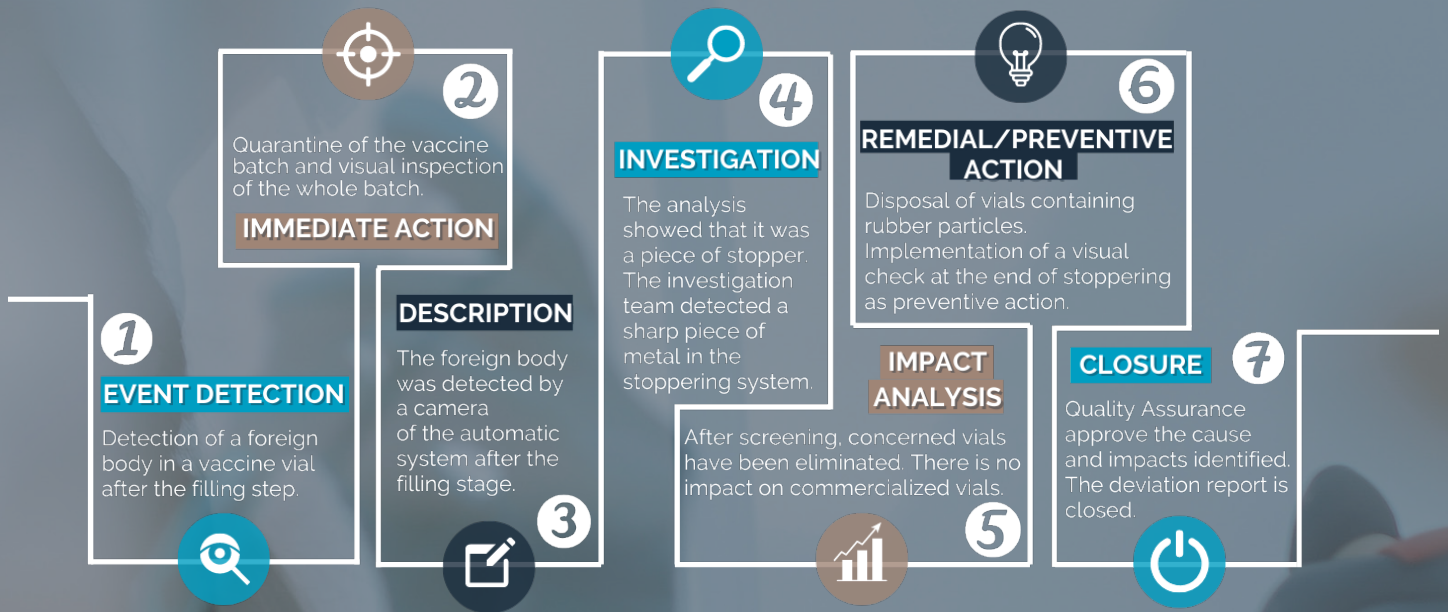 1
EVENT DETECTION
Detection of a foreign
body in a vaccine vial
after the filling step.
2
Quarantine of the vaccine
batch and visual inspection
of the whole batch.
IMMEDIATE ACTION
DESCRIPTION
The foreign body
was detected by
a camera
of the automatic
system after the
filling stage.
3
4
INVESTIGATION
The analysis
showed that it was
a piece of stopper.
The investigation
team detected a
sharp piece of
metal in the
stoppering system.
IMPACT
ANALYSIS
After screening, concerned vials
have been eliminated. There is no
impact on commercialized vials.
5
6
REMEDIAL/PREVENTIVE
ACTION
Disposal of vials containing
rubber particles.
Implementation of a visual
check at the end of stoppering
as preventive action.
7
CLOSURE
Quality Assurance
approve the cause
and impacts identified.
The deviation report is
closed.